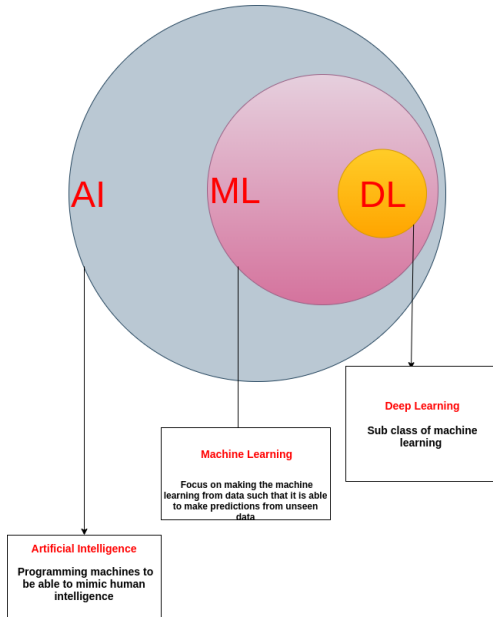 AI
ML
DL
Deep Learning
Sub class of machine
learning
Machine Learning
Focus on making the machine
learning from data such that it is able
to make predictions from unseen
data
Artificial Intelligence
Programming machines to
be able to mimic human
intelligence